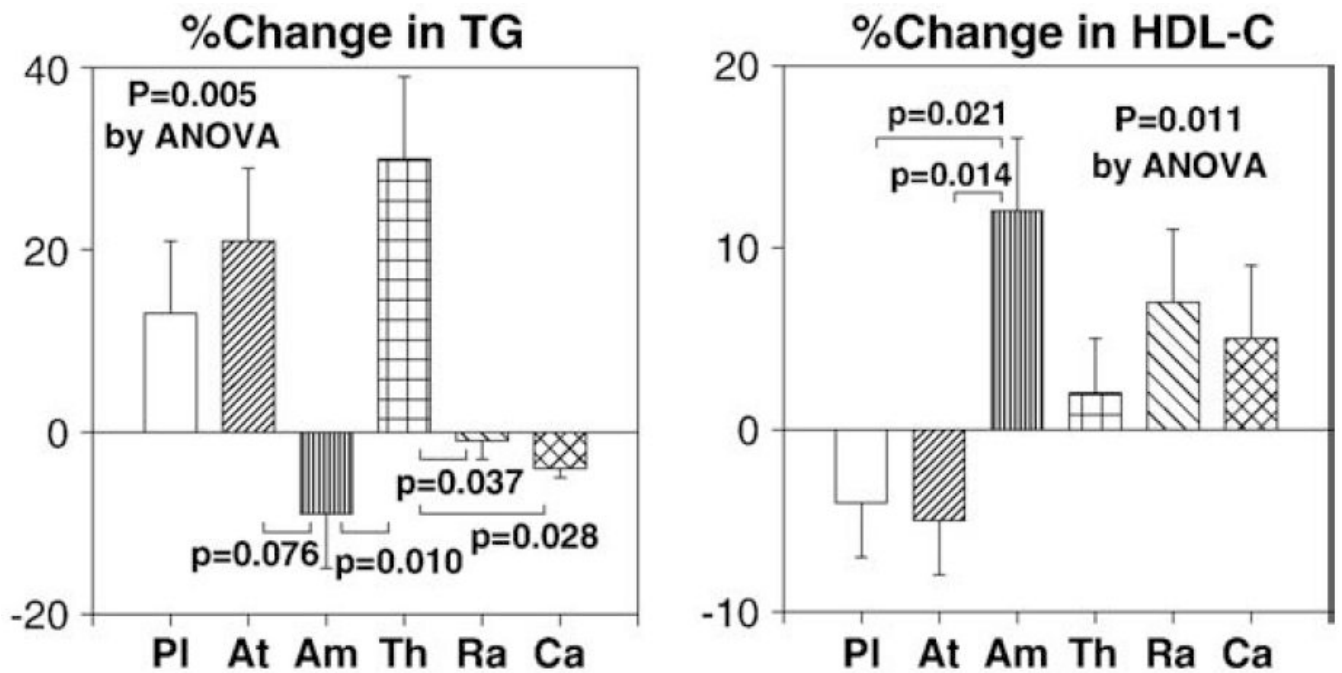 %Change in TG
40
P=0.005
by ANOVA
20
0
p=0.037
p=0.028
p=0.076
p=0.010
-20
Pl At Am Th Ra Ca
%Change in HDL-C
20
p=0.021
P=0.011
by ANOVA
p=0.014
10
0
-10
Pl At Am Th Ra Ca